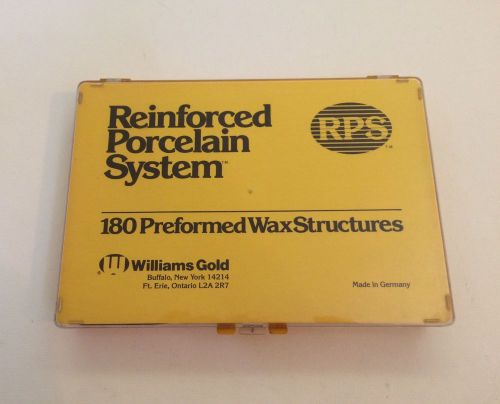 Reinforced
Porcelain
System™
RPS
™
180 Preformed Wax Structures
Williams Gold
Buffalo, New York 14214
Ft. Erie, Ontario L2A 2R7
Made in Germany